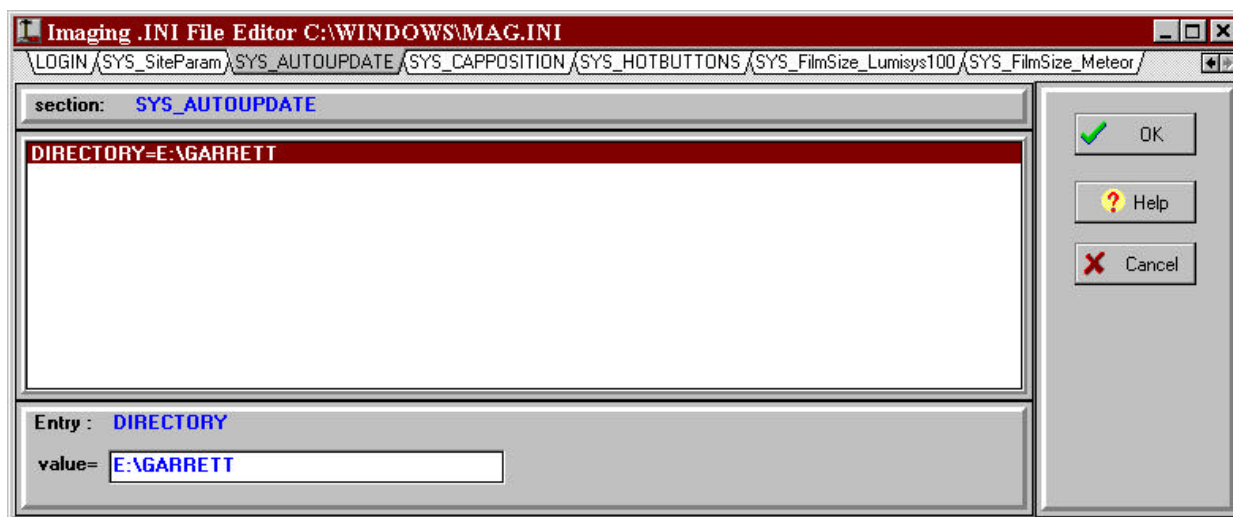 Imaging .INI File Editor C:\WINDOWS\MAG.INI
LOGIN SYS_SiteParam SYS_AUTOUPDATE SYS_CAPPOSITION SYS_HOTBUTTONS SYS_FilmSize_Lumisys100 SYS_FilmSize_Meteor
section: SYS_AUTOUPDATE
DIRECTORY=E:\GARRETT
OK
Help
Cancel
Entry : DIRECTORY
value= E:\GARRETT